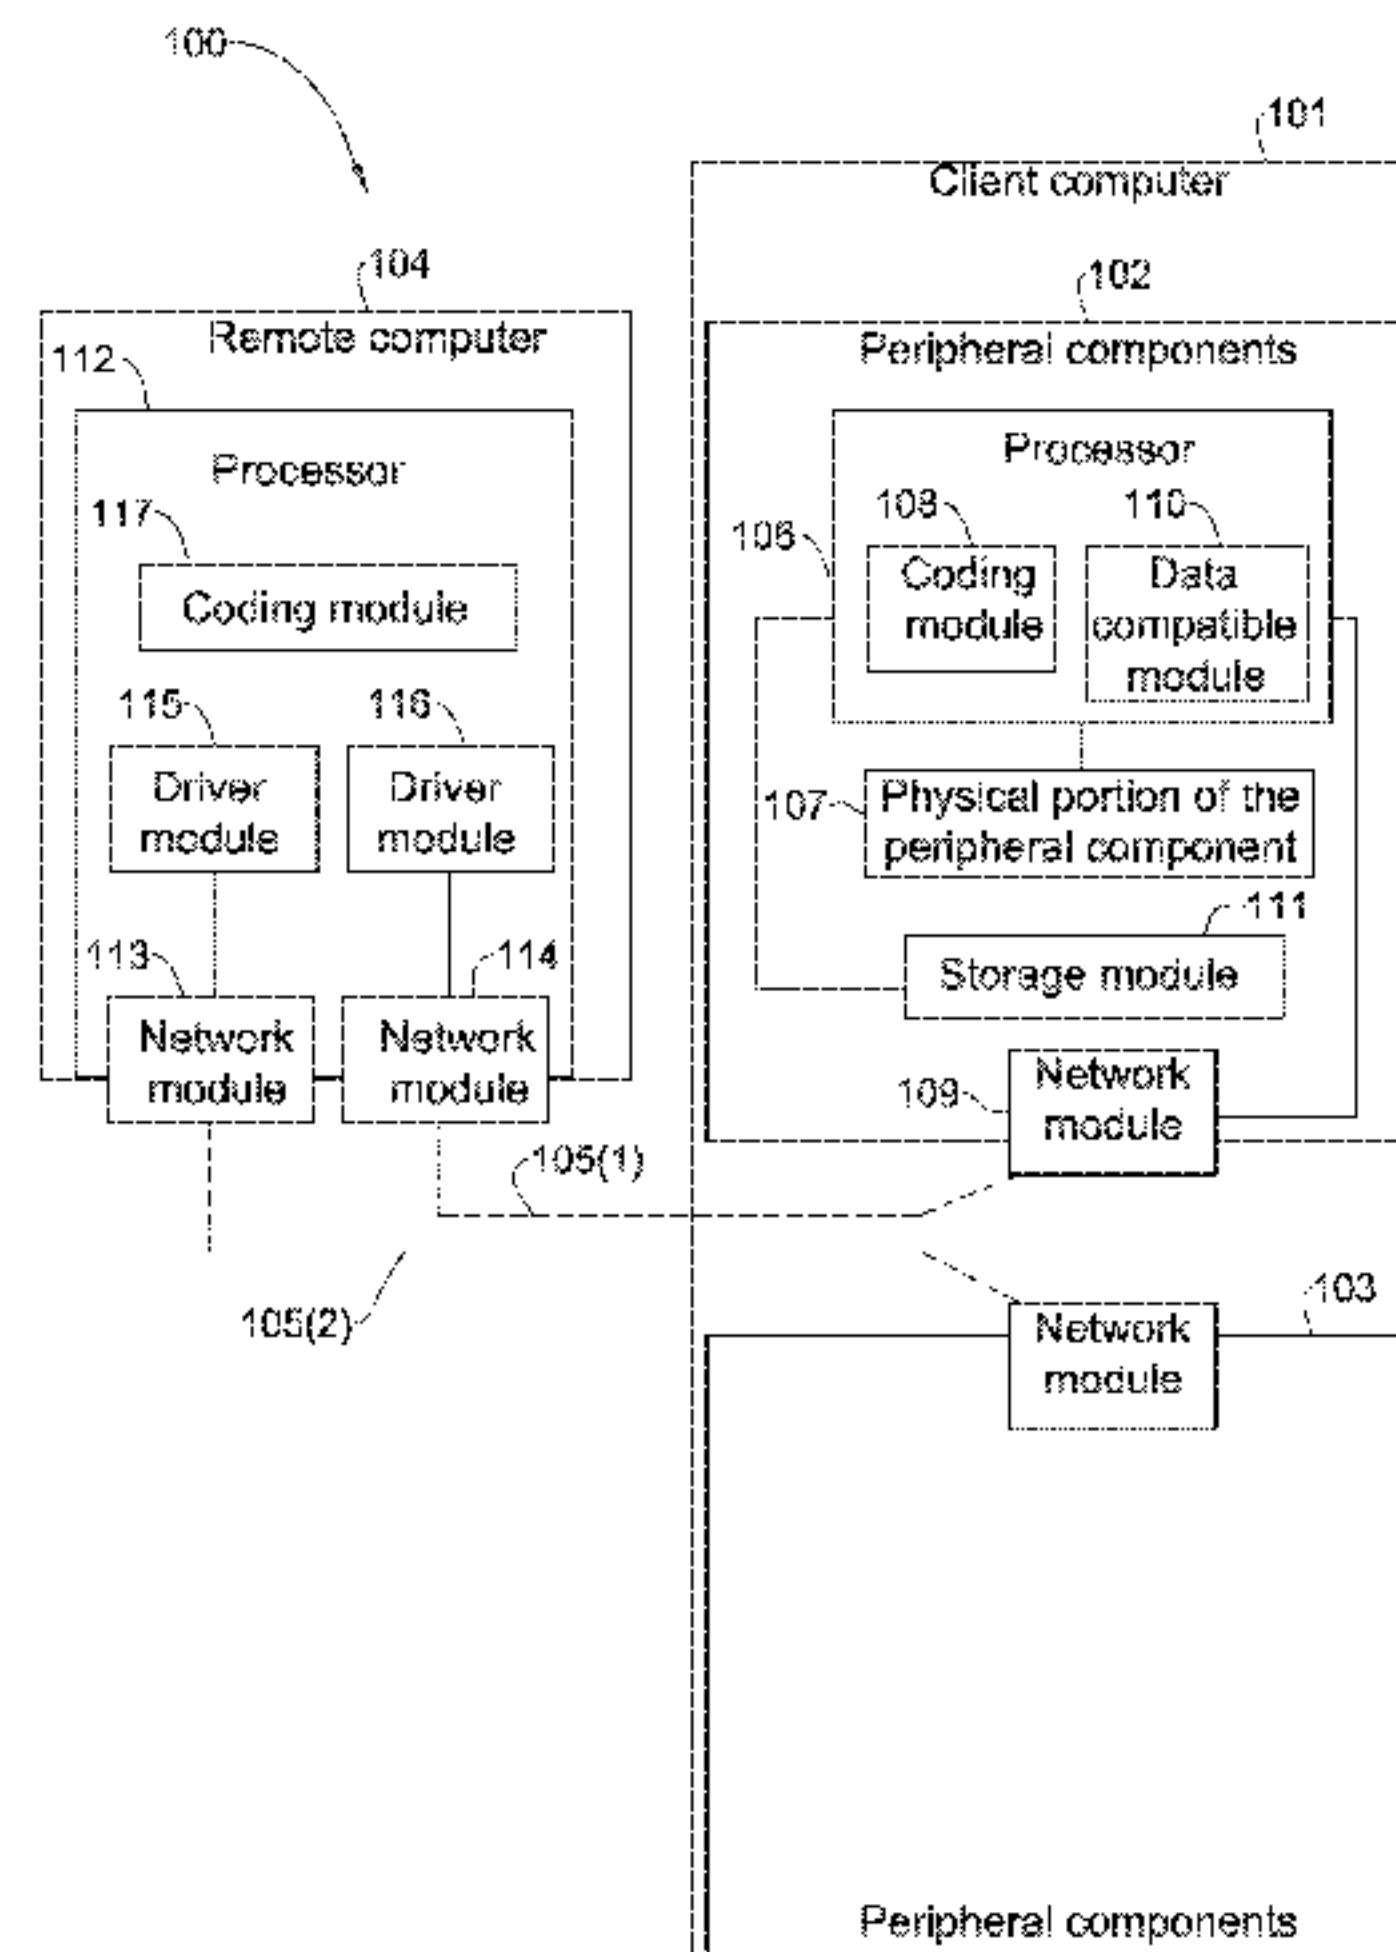 100
101
Client computer
104
102
Remote computer
Peripheral components
112
Processor
Processor
117
108
110
106
Coding module
Coding
module
Data
compatible
module
115
116
Driver
module
Driver
module
107
Physical portion of the
peripheral component
111
Storage module
113
114
Network
module
Network
module
109
Network
module
105(1)
105(2)
103
Network
module
Peripheral components